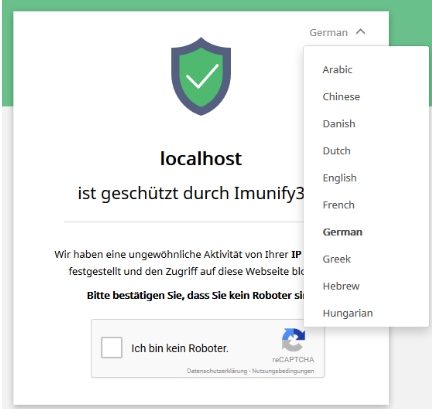 German
Arabic
Chinese
Danish
Dutch
English
French
German
Greek
Hebrew
Hungarian
localhost
ist geschützt durch Imunify3
Wir haben eine ungewöhnliche Aktivität von Ihrer IP
festgestellt und den Zugriff auf diese Webseite
Bitte bestätigen Sie, dass Sie kein Roboter
Ich bin kein Roboter.
reCAPTCHA
Datenschutzerklärung - Nutzungsbedingungen